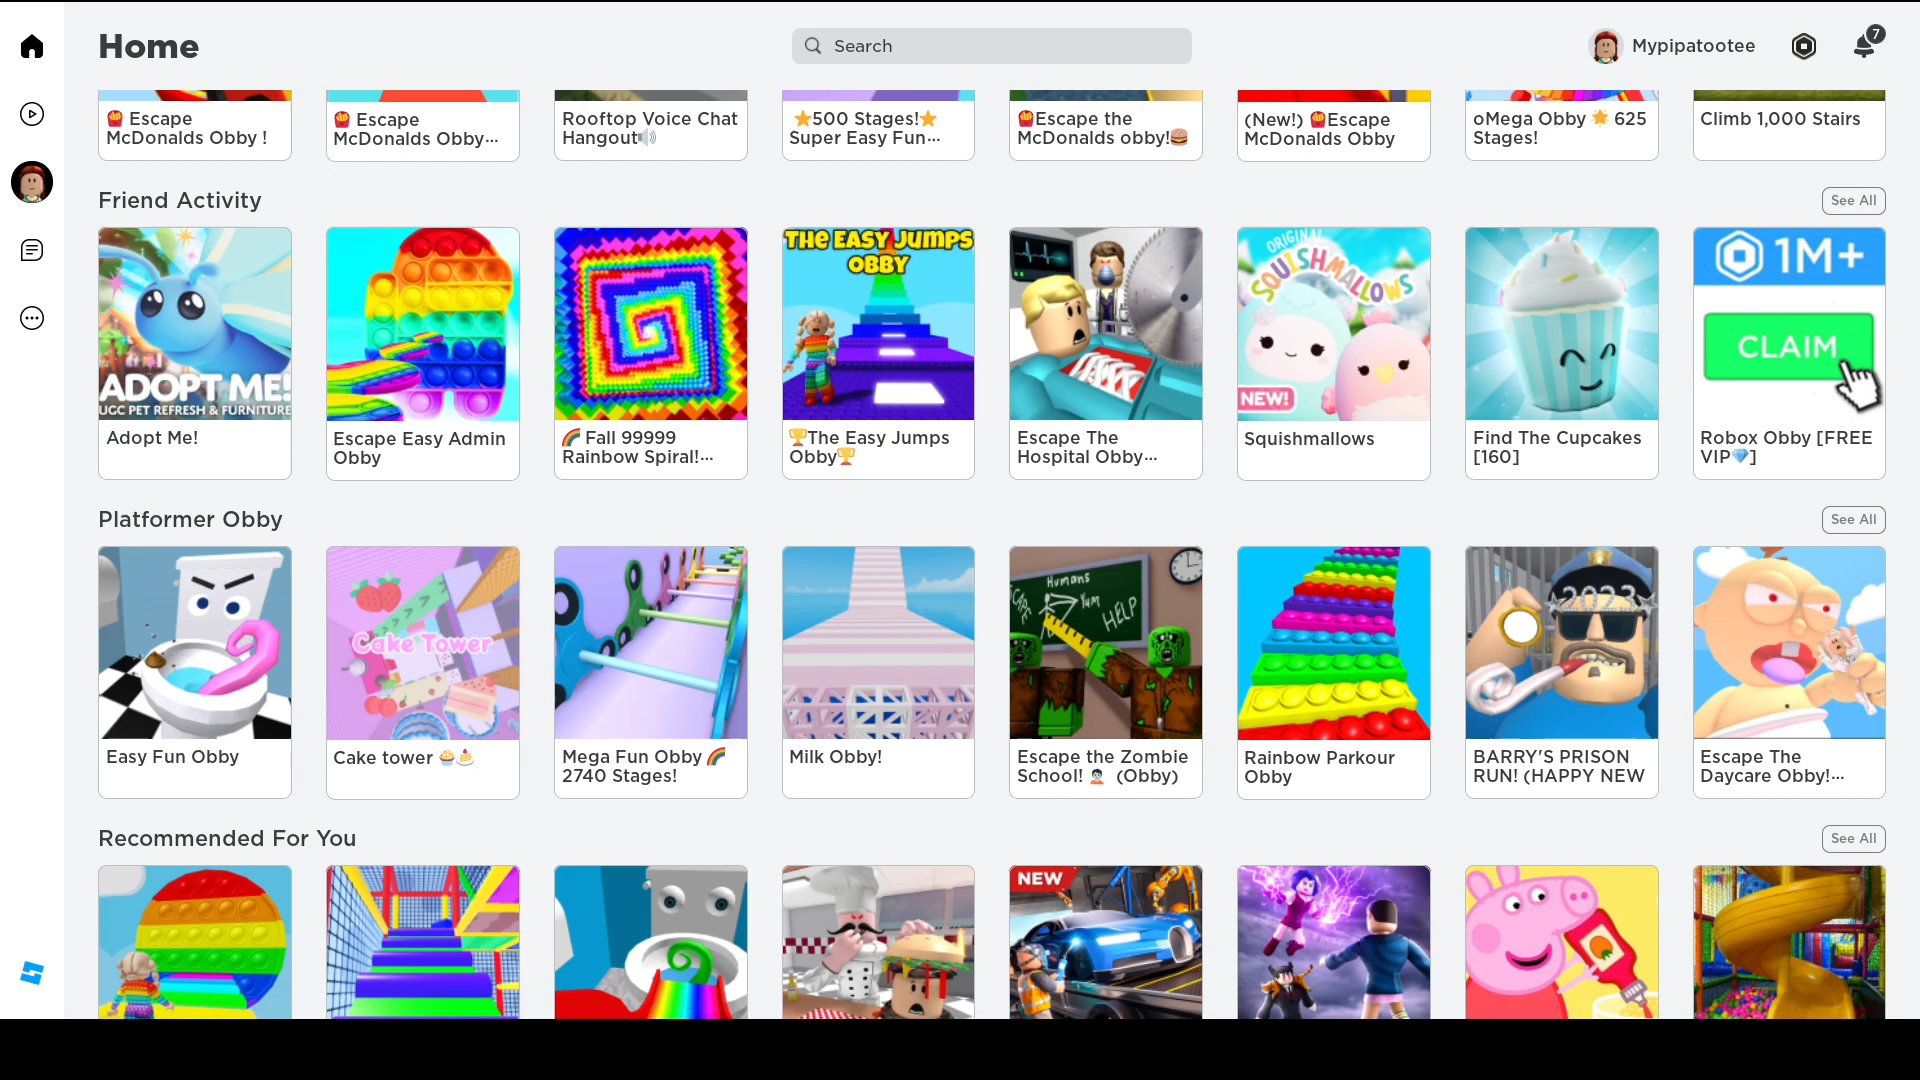 Home
Search
Mypipatootee
7
🍟 Escape
McDonalds Obby !
🍟 Escape
McDonalds Obby...
Rooftop Voice Chat
Hangout🔊
⭐500 Stages!⭐
Super Easy Fun...
🍟Escape the
McDonalds obby!🍔
(New!) 🍟Escape
McDonalds Obby
oMega Obby 🌟 625
Stages!
Climb 1,000 Stairs
Friend Activity
See All
ADOPT ME!
UGC PET REFRESH & FURNITURE
THE EASY JUMPS
OBBY
ORIGINAL
SQUISHMALLOWS
NEW!
1M+
CLAIM
Adopt Me!
Escape Easy Admin
Obby
🌈 Fall 99999
Rainbow Spiral!...
🏆The Easy Jumps
Obby🏆
Escape The
Hospital Obby...
Squishmallows
Find The Cupcakes
[160]
Robox Obby [FREE
VIP💎]
Platformer Obby
See All
Cake Tower
Humans
Yum
HELP
ESCAPE
2023
Easy Fun Obby
Cake tower 🧁🍰
Mega Fun Obby 🌈
2740 Stages!
Milk Obby!
Escape the Zombie
School! 🧟 (Obby)
Rainbow Parkour
Obby
BARRY'S PRISON
RUN! (HAPPY NEW
Escape The
Daycare Obby!...
Recommended For You
See All
NEW